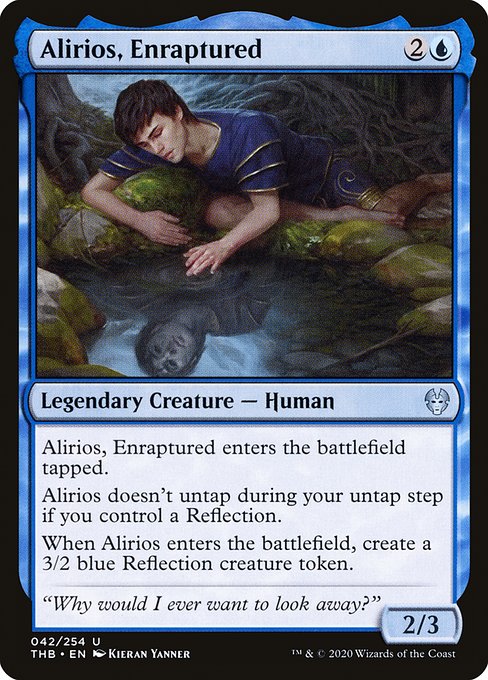 Alirios, Enraptured 2
Legendary Creature — Human
Alirios, Enraptured enters the battlefield
tapped.
Alirios doesn't untap during your untap step
if you control a Reflection.
When Alirios enters the battlefield, create a
3/2 blue Reflection creature token.
“Why would I ever want to look away?”
2/3
042/254 U
THB • EN Kieran Yanner
™ & © 2020 Wizards of the Coast